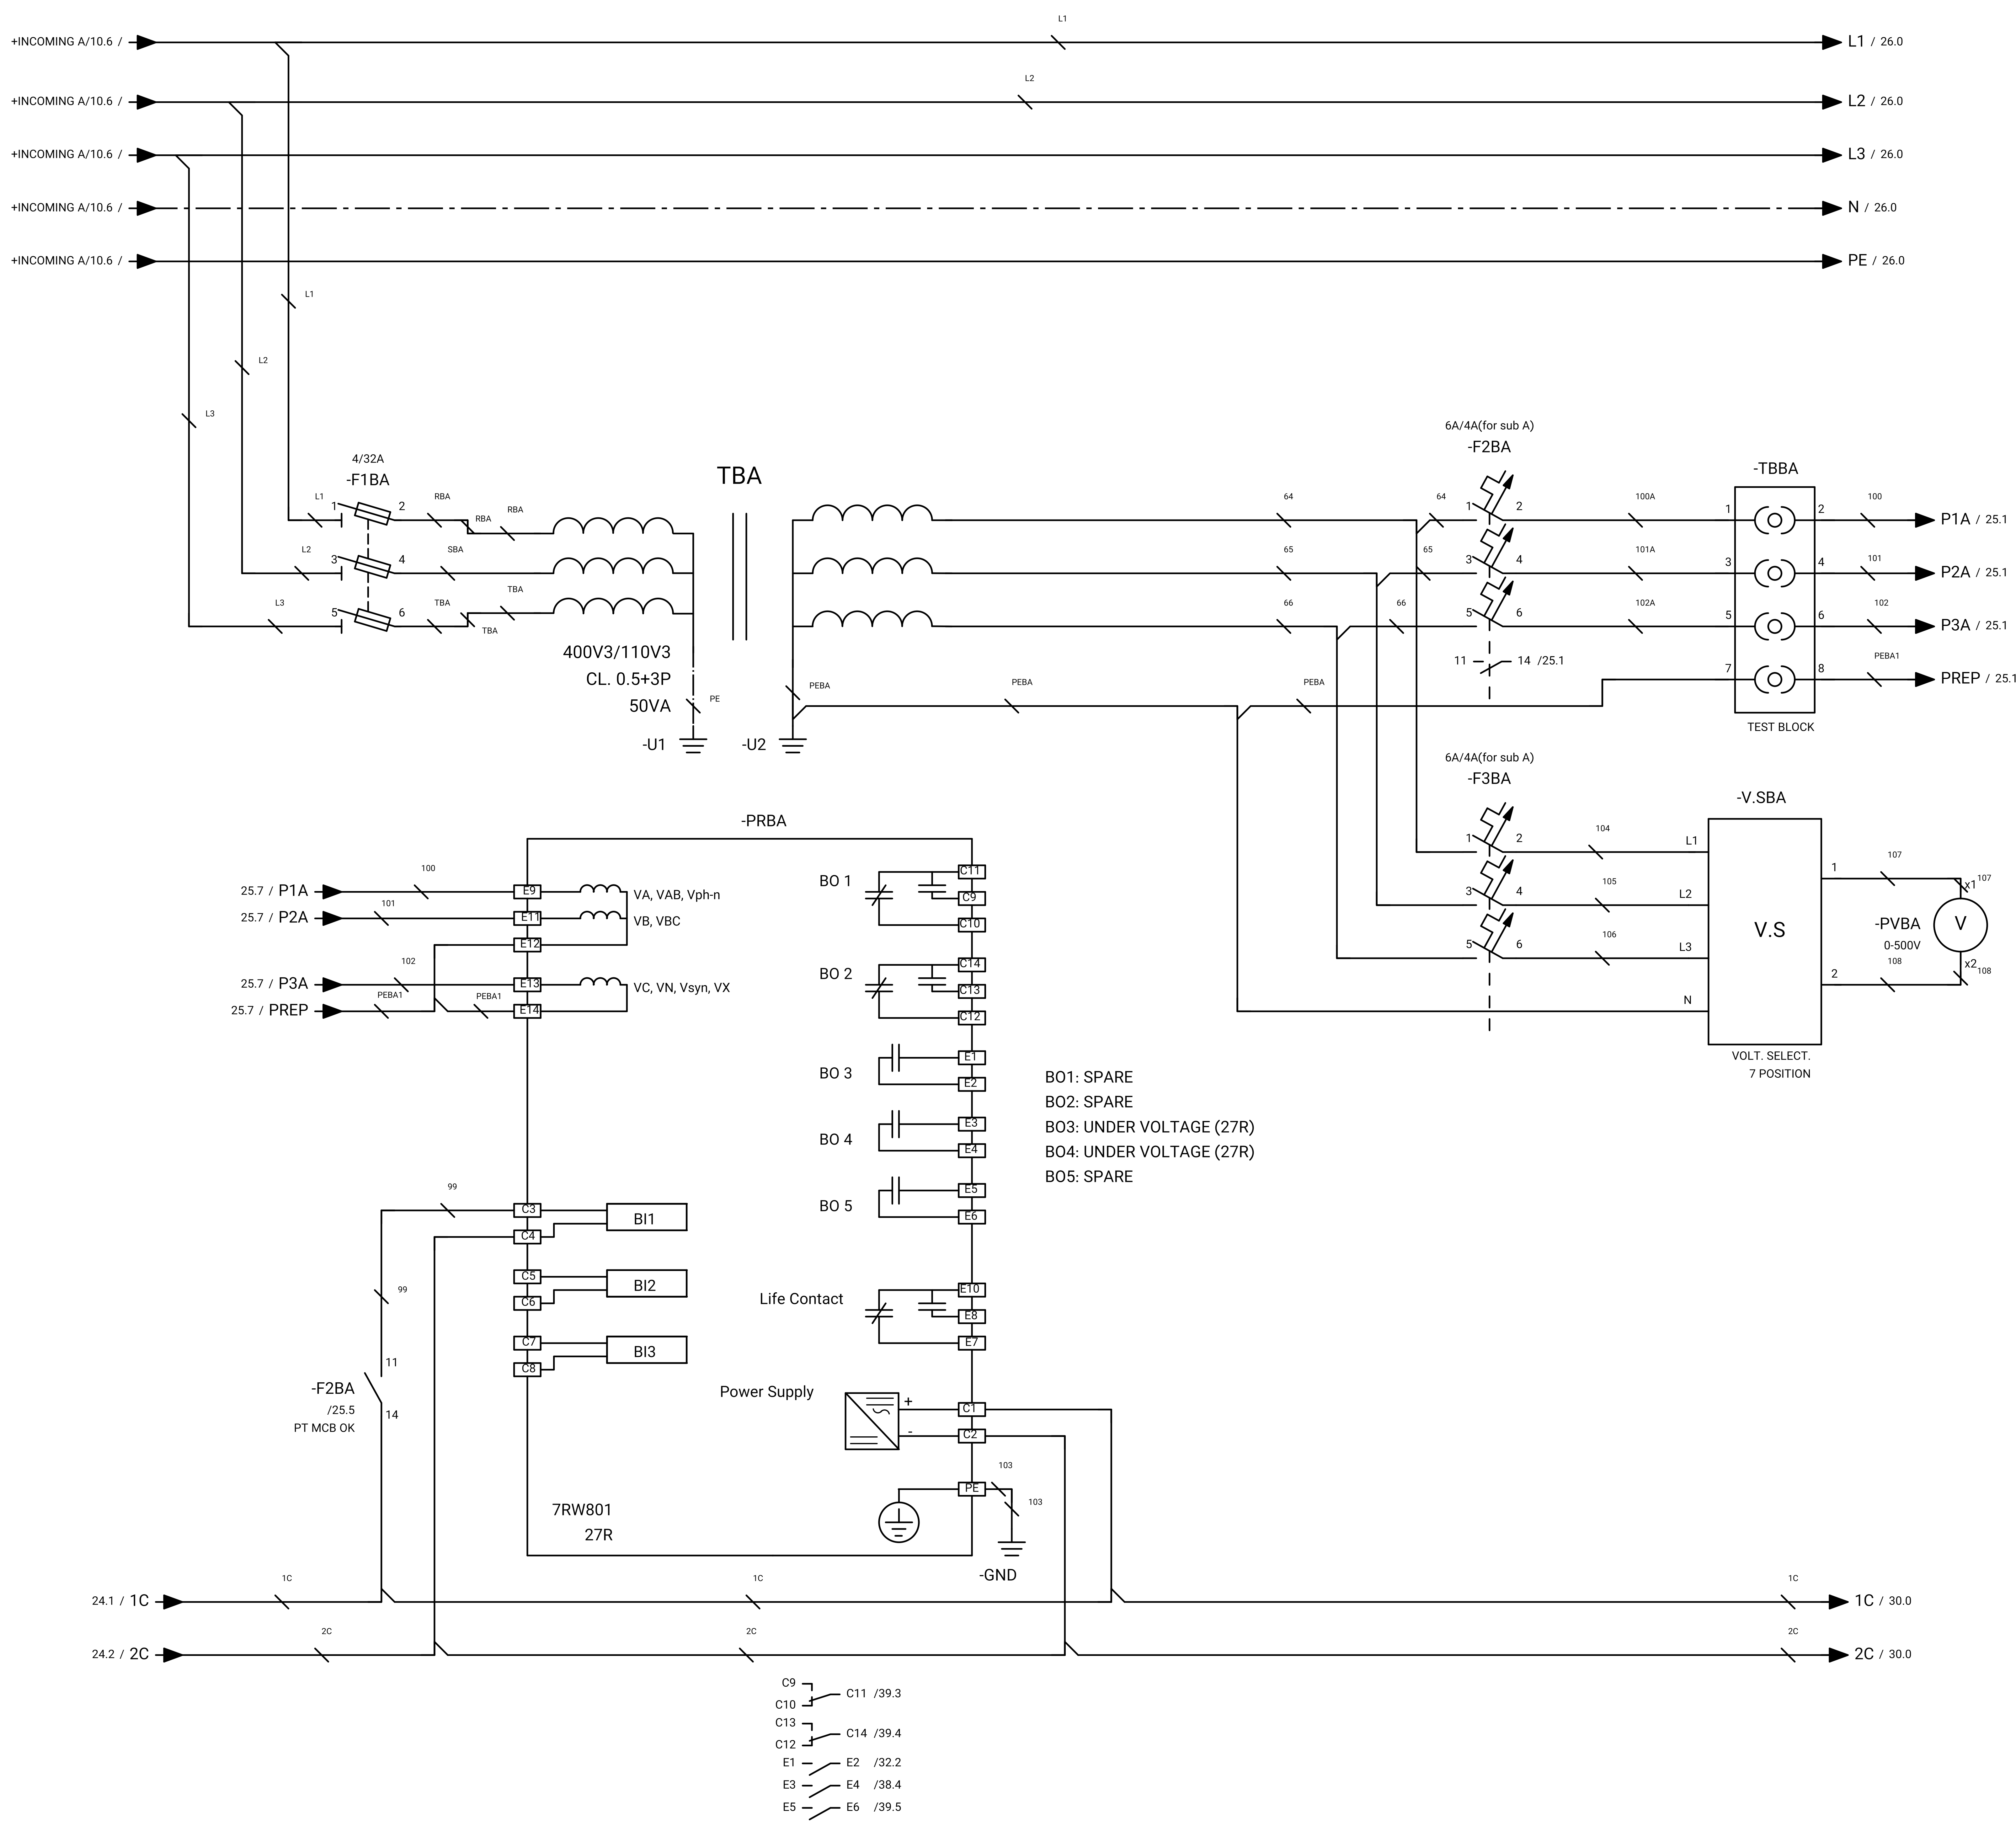 L1
+INCOMING A/10.6 /
L1 / 26.0
L2
+INCOMING A/10.6 /
L2 / 26.0
+INCOMING A/10.6 /
L3 / 26.0
+INCOMING A/10.6 /
N / 26.0
+INCOMING A/10.6 /
PE / 26.0
L1
L2
L3
4/32A
-F1BA
L1
1
2
RBA
RBA
RBA
L2
3
4
SBA
L3
5
6
TBA
TBA
TBA
TBA
400V3/110V3
CL. 0.5+3P
50VA
PE
-U1
-U2
PEBA
PEBA
PEBA
64
65
66
64
65
66
6A/4A(for sub A)
-F2BA
1
2
3
4
5
6
11
14 /25.1
100A
101A
102A
-TBBA
1
2
3
4
5
6
7
8
TEST BLOCK
100
P1A / 25.1
101
P2A / 25.1
102
P3A / 25.1
PEBA1
PREP / 25.1
6A/4A(for sub A)
-F3BA
1
2
3
4
5
6
104
105
106
-V.SBA
L1
L2
L3
N
V.S
1
2
VOLT. SELECT.
7 POSITION
107
x1
107
-PVBA
0-500V
V
x2
108
108
-PRBA
25.7 / P1A
100
E9
VA, VAB, Vph-n
25.7 / P2A
101
E11
VB, VBC
E12
25.7 / P3A
102
E13
VC, VN, Vsyn, VX
25.7 / PREP
PEBA1
PEBA1
E14
BO 1
C11
C9
C10
BO 2
C14
C13
C12
BO 3
E1
E2
BO 4
E3
E4
BO 5
E5
E6
BO1: SPARE
BO2: SPARE
BO3: UNDER VOLTAGE (27R)
BO4: UNDER VOLTAGE (27R)
BO5: SPARE
99
C3
C4
BI1
C5
C6
BI2
C7
C8
BI3
99
11
-F2BA
/25.5
PT MCB OK
14
Life Contact
E10
E8
E7
Power Supply
+
-
C1
C2
PE
103
103
-GND
7RW801
27R
24.1 / 1C
1C
1C
1C
1C / 30.0
24.2 / 2C
2C
2C
2C
2C / 30.0
C9
C10
C11 /39.3
C13
C12
C14 /39.4
E1
E2 /32.2
E3
E4 /38.4
E5
E6 /39.5